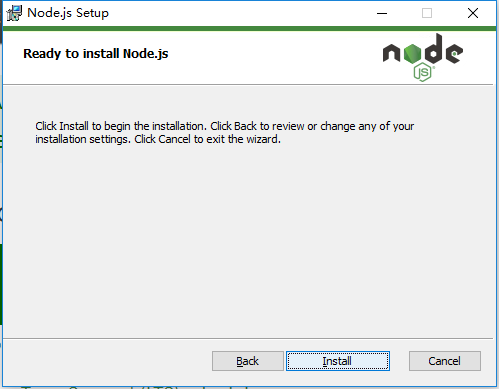 Node.js Setup
Ready to install Node.js
node
JS
Click Install to begin the installation. Click Back to review or change any of your
installation settings. Click Cancel to exit the wizard.
Back
Install
Cancel